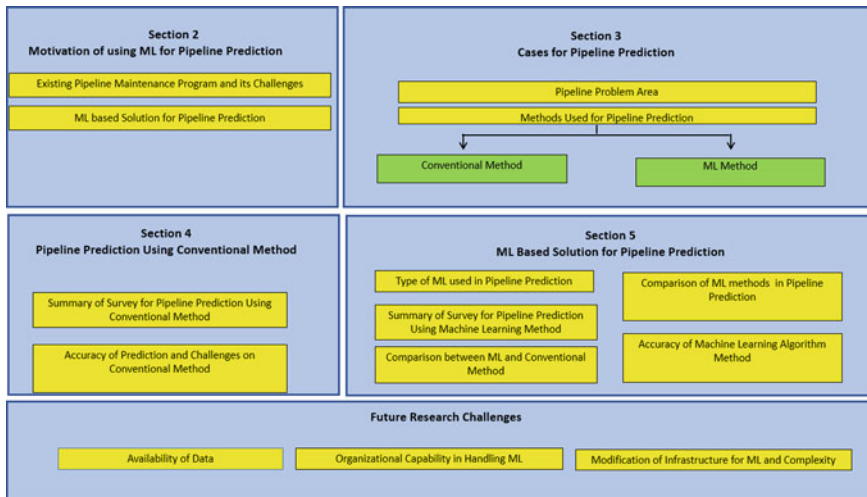 Section 2
Motivation of using ML for Pipeline Prediction
Existing Pipeline Maintenance Program and its Challenges
ML based Solution for Pipeline Prediction
Section 3
Cases for Pipeline Prediction
Pipeline Problem Area
Methods Used for Pipeline Prediction
Conventional Method
ML Method
Section 4
Pipeline Prediction Using Conventional Method
Summary of Survey for Pipeline Prediction Using
Conventional Method
Accuracy of Prediction and Challenges on
Conventional Method
Section 5
ML Based Solution for Pipeline Prediction
Type of ML used in Pipeline Prediction
Summary of Survey for Pipeline Prediction
Using Machine Learning Method
Comparison between ML and Conventional
Method
Comparison of ML methods in Pipeline
Prediction
Accuracy of Machine Learning Algorithm
Method
Future Research Challenges
Availability of Data
Organizational Capability in Handling ML
Modification of Infrastructure for ML and Complexity